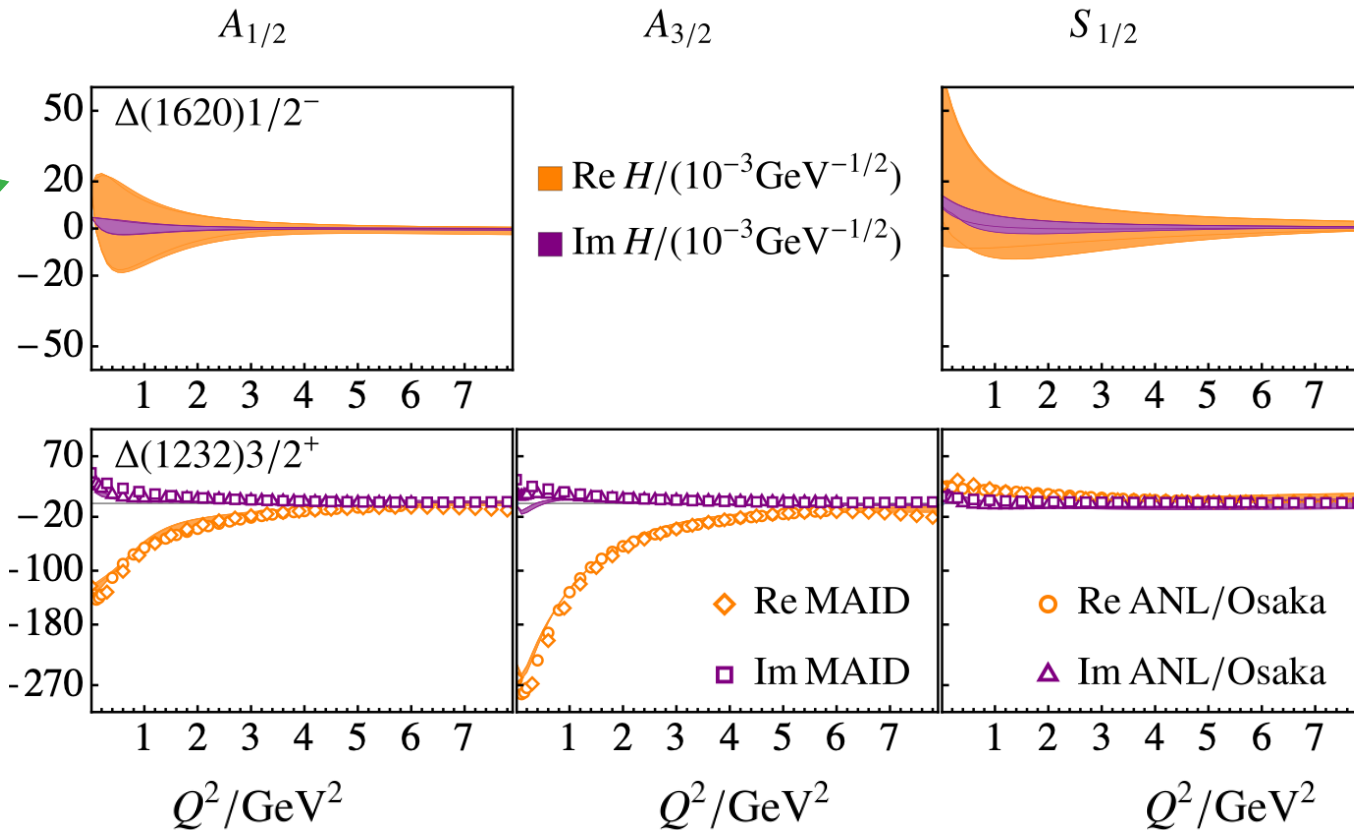 A1/2 A3/2 S1/2
Δ(1620)1/2−
50
20
0
−20
−50
1 2 3 4 5 6 7
Re H/(10−3GeV−1/2)
Im H/(10−3GeV−1/2)
1 2 3 4 5 6 7
Δ(1232)3/2+
70
−20
-100
-180
-270
Re MAID
Im MAID
Re ANL/Osaka
Im ANL/Osaka
1 2 3 4 5 6 7
1 2 3 4 5 6 7
1 2 3 4 5 6 7
Q2/GeV2 Q2/GeV2 Q2/GeV2